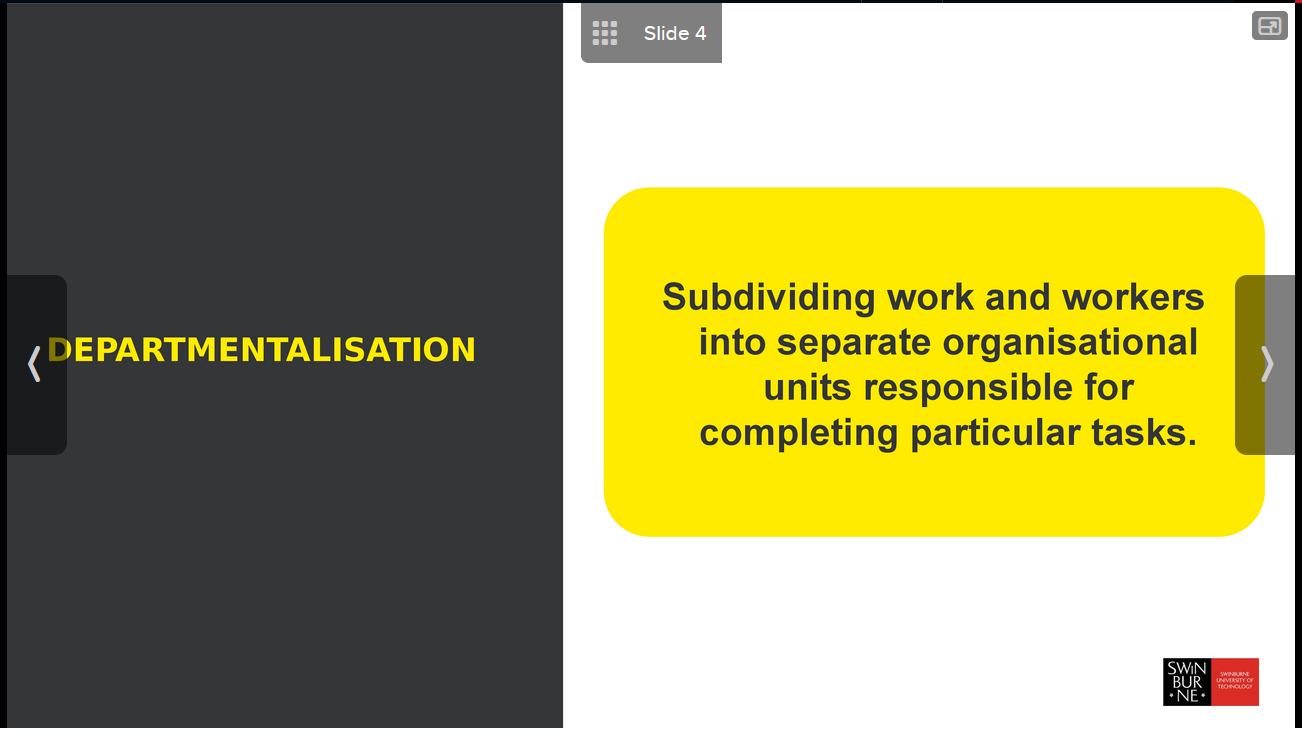 Slide 4
DEPARTMENTALISATION
Subdividing work and workers
into separate organisational
units responsible for
completing particular tasks.
SWIN
BUR
* NE *
SWINBURNE
UNIVERSITY OF
TECHNOLOGY